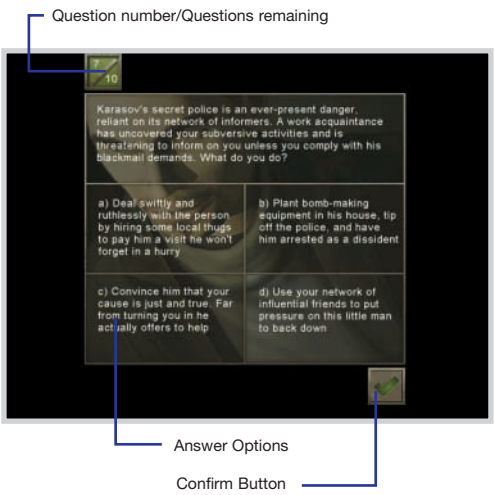 Question number/Questions remaining
7
10
Karasov's secret police is an ever-present danger,
reliant on its network of informers. A work acquaintance
has uncovered your subversive activities and is
threatening to inform on you unless you comply with his
blackmail demands. What do you do?
a) Deal swiftly and
ruthlessly with the person
by hiring some local thugs
to pay him a visit he won't
forget in a hurry
b) Plant bomb-making
equipment in his house, tip
off the police, and have
him arrested as a dissident
c) Convince him that your
cause is just and true. Far
from turning you in he
actually offers to help
d) Use your network of
influential friends to put
pressure on this little man
to back down
Answer Options
Confirm Button